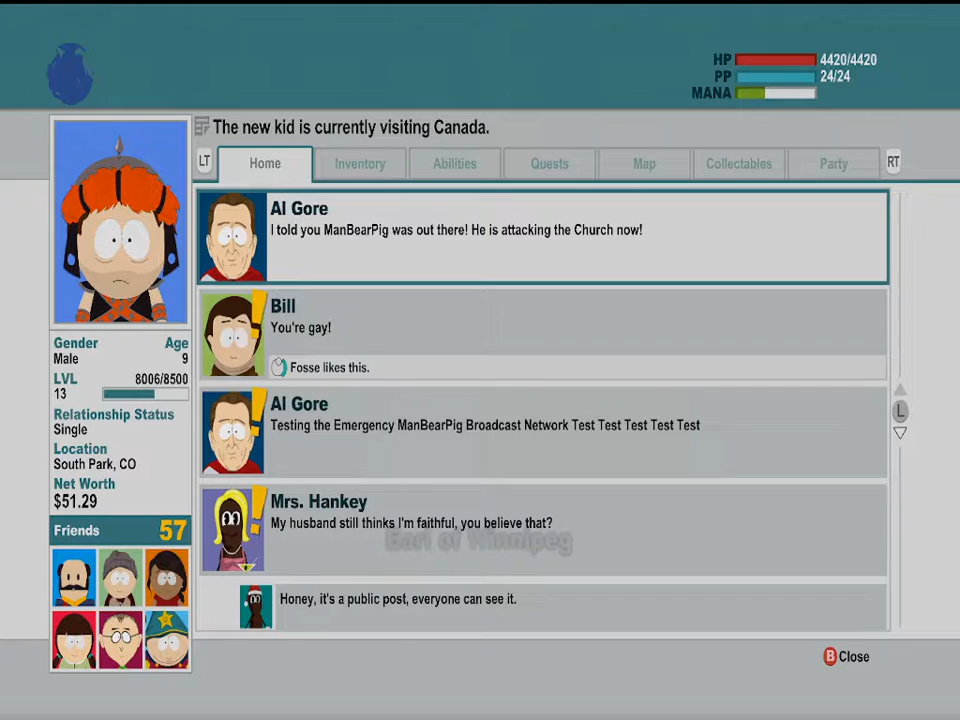 HP 4420/4420
PP 24/24
MANA
The new kid is currently visiting Canada.
LT Home Inventory Abilities Quests Map Collectables Party RT
Al Gore
I told you ManBearPig was out there! He is attacking the Church now!
Bill
You're gay!
Fosse likes this.
Al Gore
Testing the Emergency ManBearPig Broadcast Network Test Test Test Test Test
Mrs. Hankey
My husband still thinks I'm faithful, you believe that?
Earl of Winnipeg
Honey, it's a public post, everyone can see it.
Gender Age
Male 9
LVL 8006/8500
13
Relationship Status
Single
Location
South Park, CO
Net Worth
$51.29
Friends 57
L
B Close